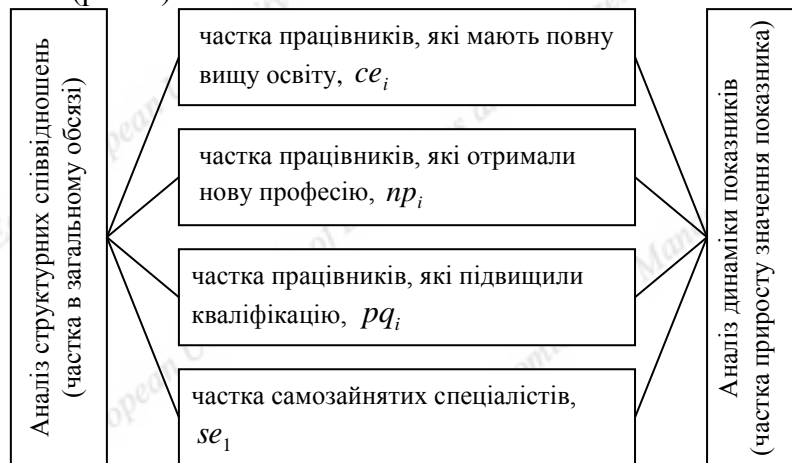 Аналіз структурних співвідношень
(частка в загальному обсязі)
частка працівників, які мають повну
вищу освіту, ce_i
частка працівників, які отримали
нову професію, np_i
частка працівників, які підвищили
кваліфікацію, pq_i
частка самозайнятих спеціалістів,
se_1
Аналіз динаміки показників
(частка приросту значення показника)